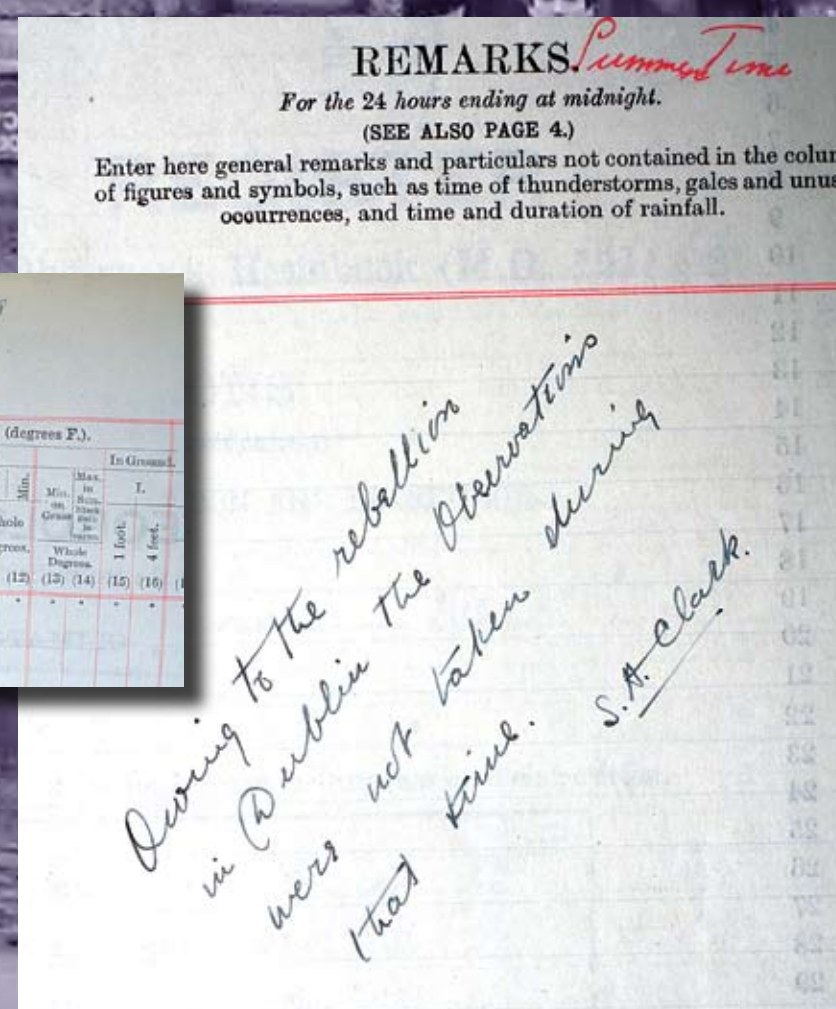 REMARKS. Summer Time
For the 24 hours ending at midnight.
(SEE ALSO PAGE 4.)
Enter here general remarks and particulars not contained in the colum
of figures and symbols, such as time of thunderstorms, gales and unus
occurrences, and time and duration of rainfall.
(degrees F.).
In Ground.
Min.
Min. on Grass
Max. in Sun.
I.
Whole Degrees.
1 foot.
4 feet.
(12) (13) (14) (15) (16)
Owing to the rebellion
in Dublin the Observations
were not taken during
that time. S.A. Clark.